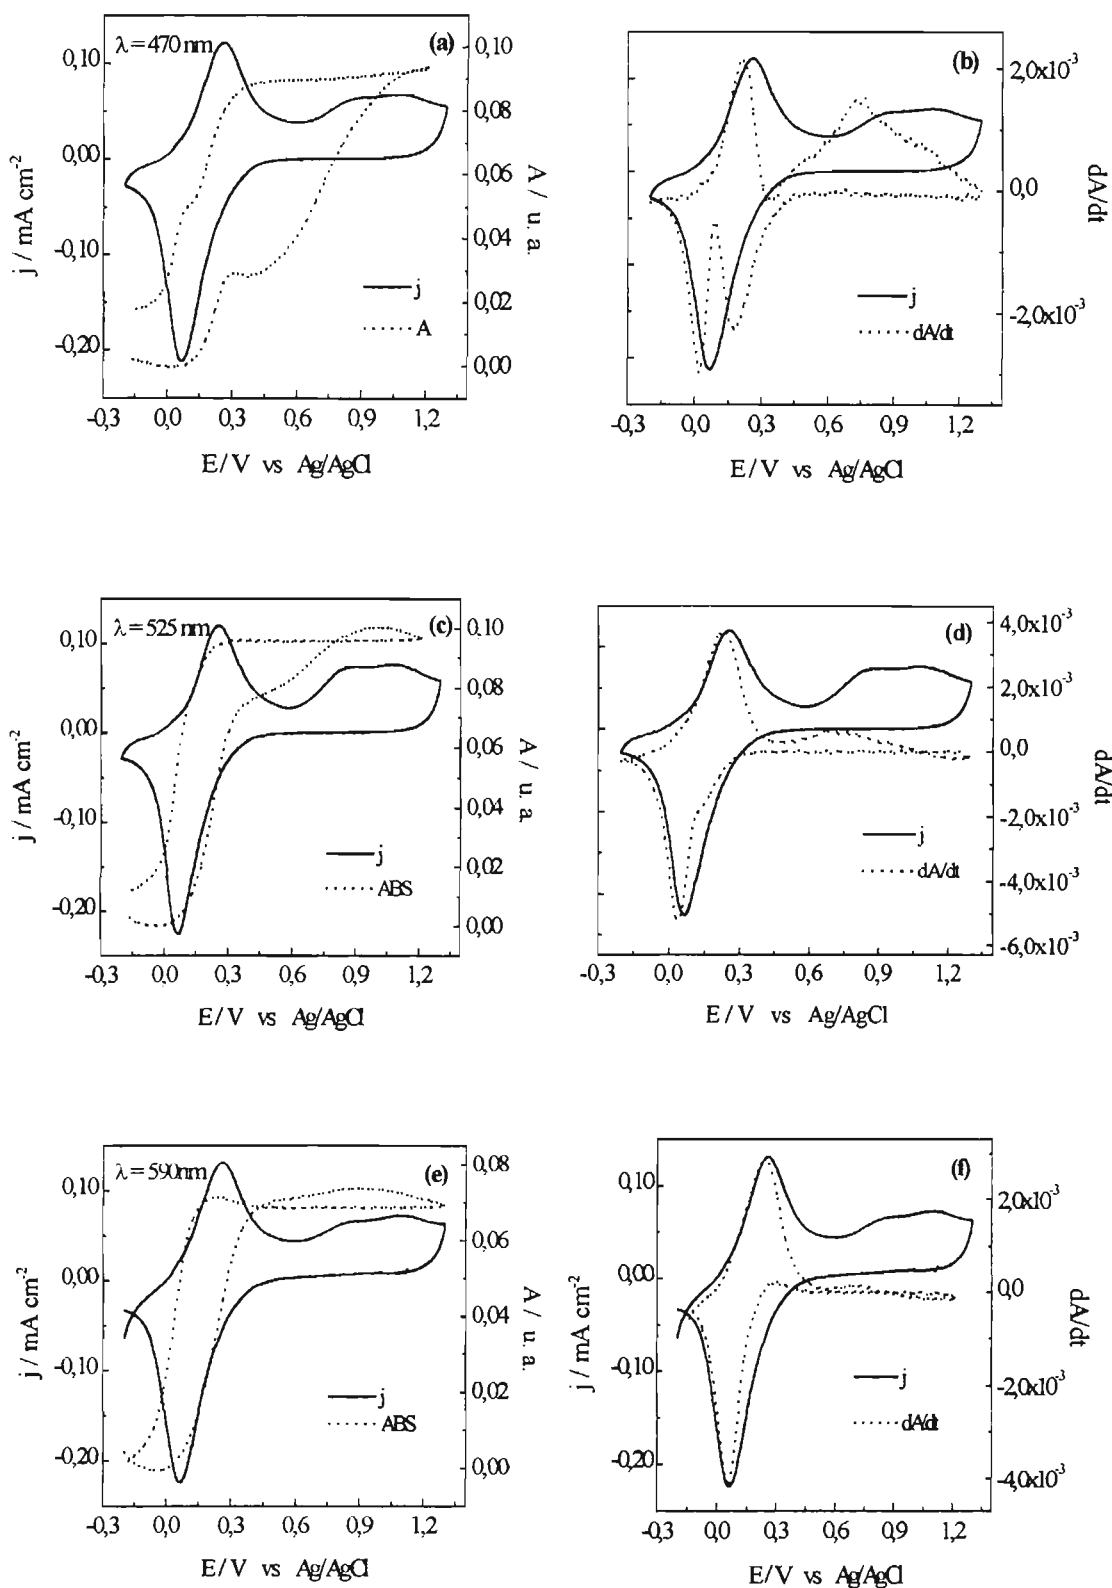 λ = 470 nm
(a)
0,10
0,00
-0,10
-0,20
j / mA cm-2
0,10
0,08
0,06
0,04
0,02
0,00
A / u. a.
j
A
-0,3 0,0 0,3 0,6 0,9 1,
E / V vs Ag/AgCl
(b)
2,0x10-3
0,0
-2,0x10-3
dA/dt
j
dA/dt
-0,3 0,0 0,3 0,6 0,9 1,2
E / V vs Ag/AgCl
λ = 525 nm
(c)
0,10
0,00
-0,10
-0,20
j / mA cm-2
0,10
0,08
0,06
0,04
0,02
0,00
A / u. a.
j
ABS
-0,3 0,0 0,3 0,6 0,9 1,2
E / V vs Ag/AgCl
(d)
4,0x10-3
2,0x10-3
0,0
-2,0x10-3
-4,0x10-3
-6,0x10-3
dA/dt
j
dA/dt
-0,3 0,0 0,3 0,6 0,9 1,2
E / V vs Ag/AgCl
λ = 590nm
(e)
0,10
0,00
-0,10
-0,20
j / mA cm-2
0,08
0,06
0,04
0,02
0,00
A / u. a.
j
ABS
-0,3 0,0 0,3 0,6 0,9 1,2
E / V vs Ag/AgCl
(f)
0,10
0,00
-0,10
-0,20
j / mA cm-2
2,0x10-3
0,0
-2,0x10-3
-4,0x10-3
dA/dt
j
dA/dt
-0,3 0,0 0,3 0,6 0,9 1,2
E / V vs Ag/AgCl